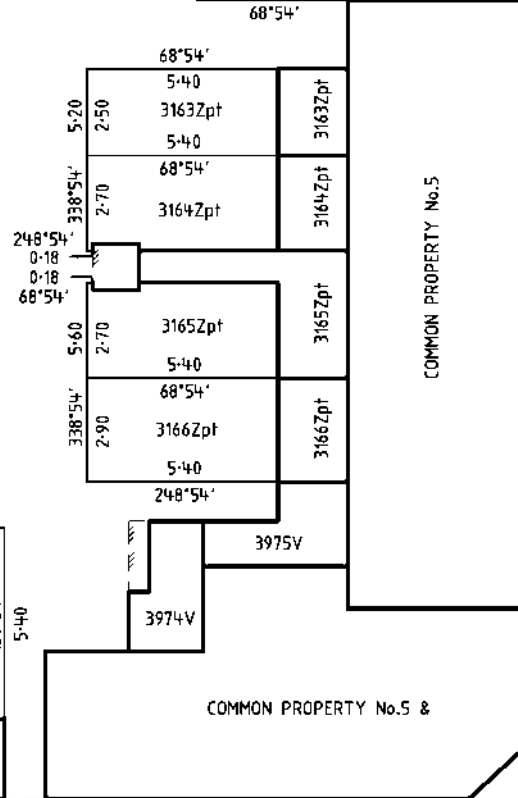 68°54'
68°54'
5·40
5·20
2·50
3163Zpt
3163Zpt
5·40
68°54'
338°54'
2·70
3164Zpt
3164Zpt
COMMON PROPERTY No.5
248°54'
0·18
0·18
68°54'
5·60
2·70
3165Zpt
3165Zpt
5·40
68°54'
338°54'
2·90
3166Zpt
3166Zpt
5·40
248°54'
3975V
5·40
3974V
COMMON PROPERTY No.5 &